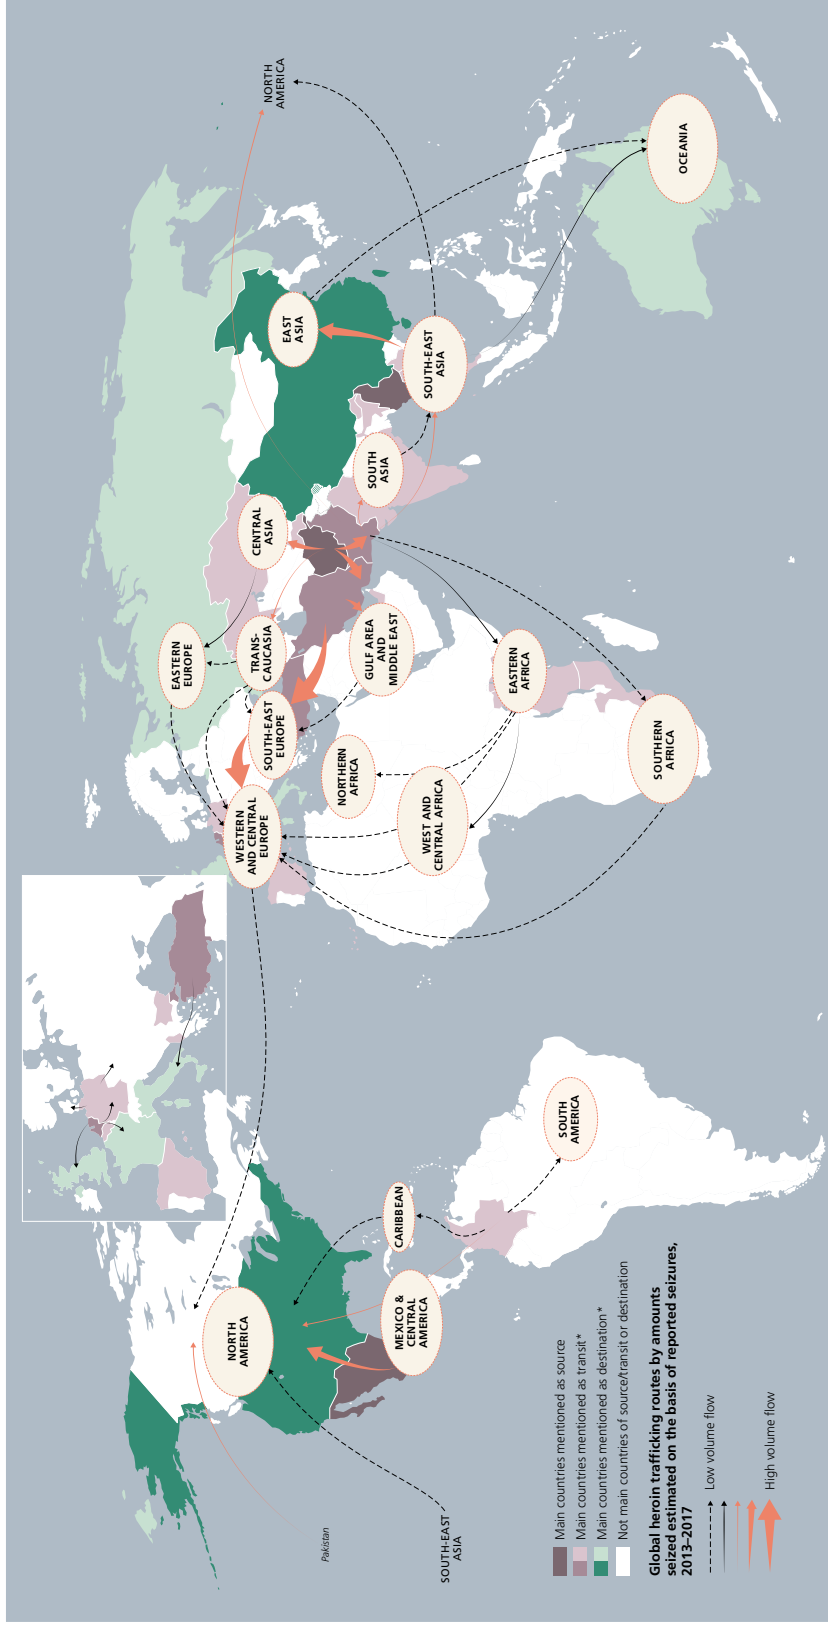 NORTH
AMERICA
EASTERN
EUROPE
CENTRAL
ASIA
EAST
ASIA
TRANS-
CAUCASIA
WESTERN
AND CENTRAL
EUROPE
SOUTH-EAST
EUROPE
GULF AREA
AND
MIDDLE EAST
SOUTH
ASIA
SOUTH-EAST
ASIA
NORTH
AMERICA
NORTHERN
AFRICA
WEST AND
CENTRAL AFRICA
EASTERN
AFRICA
SOUTHERN
AFRICA
OCEANIA
CARIBBEAN
MEXICO &
CENTRAL
AMERICA
SOUTH
AMERICA
Pakistan
SOUTH-EAST
ASIA
Main countries mentioned as source
Main countries mentioned as transit*
Main countries mentioned as destination*
Not main countries of source/transit or destination
Global heroin trafficking routes by amounts
seized estimated on the basis of reported seizures,
2013–2017
Low volume flow
High volume flow